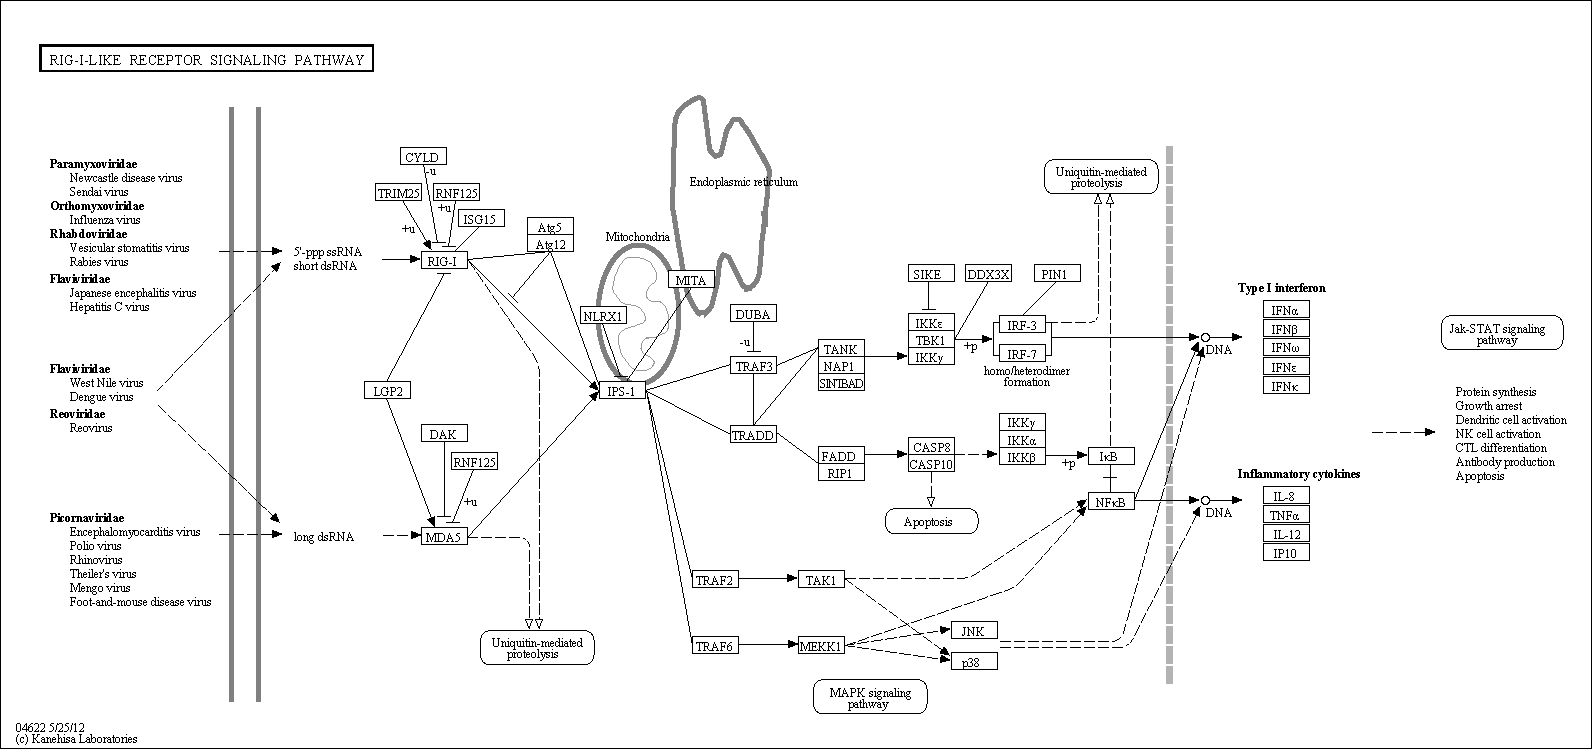 RIG-I-LIKE RECEPTOR SIGNALING PATHWAY
Paramyxoviridae
Newcastle disease virus
Sendai virus
Orthomyxoviridae
Influenza virus
Rhabdoviridae
Vesicular stomatitis virus
Rabies virus
Flaviviridae
Japanese encephalitis virus
Hepatitis C virus
Flaviviridae
West Nile virus
Dengue virus
Reoviridae
Reovirus
Picornaviridae
Encephalomyocarditis virus
Polio virus
Rhinovirus
Theiler's virus
Mengo virus
Foot-and-mouse disease virus
5'-ppp ssRNA
short dsRNA
long dsRNA
CYLD
-u
TRIM25
RNF125
+u
+u
ISG15
RIG-I
Atg5
Atg12
LGP2
DAK
RNF125
+u
MDA5
Uniquitin-mediated
proteolysis
Endoplasmic reticulum
Mitochondria
MITA
NLRX1
IPS-1
DUBA
-u
TRAF3
TRADD
TANK
NAP1
SINTBAD
FADD
RIP1
TRAF2
TAK1
TRAF6
MEKK1
SIKE
DDX3X
PIN1
IKKε
TBK1
IKKγ
+p
IRF-3
IRF-7
homo/heterodimer
formation
CASP8
CASP10
Apoptosis
IKKγ
IKKα
IKKβ
+p
IκB
NFκB
Uniquitin-mediated
proteolysis
JNK
p38
MAPK signaling
pathway
DNA
DNA
Type I interferon
IFNα
IFNβ
IFNω
IFNε
IFNκ
Inflammatory cytokines
IL-8
TNFα
IL-12
IP10
Jak-STAT signaling
pathway
Protein synthesis
Growth arrest
Dendritic cell activation
NK cell activation
CTL differentiation
Antibody production
Apoptosis
04622 5/25/12
(c) Kanehisa Laboratories